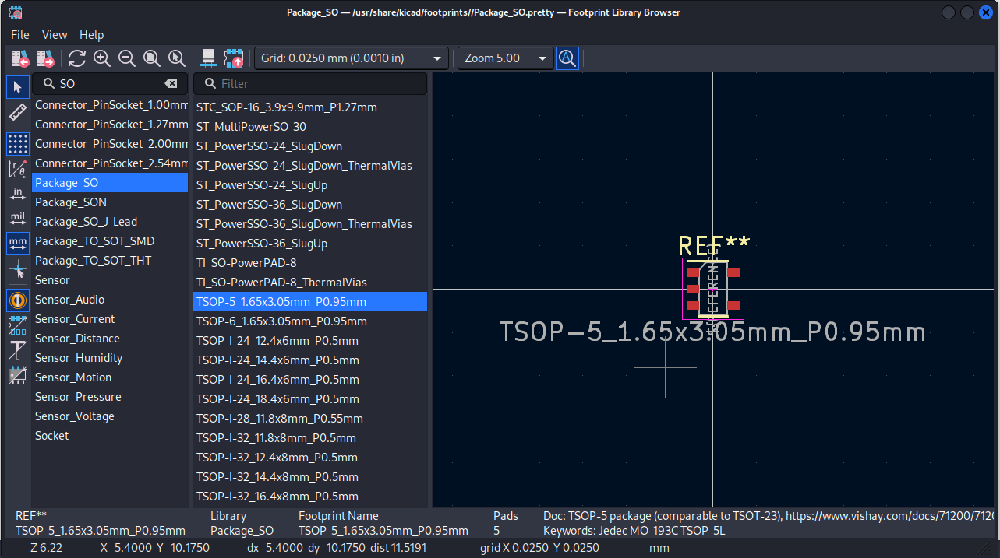 Package_SO — /usr/share/kicad/footprints//Package_SO.pretty — Footprint Library Browser
File View Help
Grid: 0.0250 mm (0.0010 in) Zoom 5.00
SO
Connector_PinSocket_1.00mm
Connector_PinSocket_1.27mm
Connector_PinSocket_2.00mm
Connector_PinSocket_2.54mm
Package_SO
Package_SON
Package_SO_J-Lead
Package_TO_SOT_SMD
Package_TO_SOT_THT
Sensor
Sensor_Audio
Sensor_Current
Sensor_Distance
Sensor_Humidity
Sensor_Motion
Sensor_Pressure
Sensor_Voltage
Socket
in
mil
mm
Filter
STC_SOP-16_3.9x9.9mm_P1.27mm
ST_MultiPowerSO-30
ST_PowerSSO-24_SlugDown
ST_PowerSSO-24_SlugDown_ThermalVias
ST_PowerSSO-24_SlugUp
ST_PowerSSO-36_SlugDown
ST_PowerSSO-36_SlugDown_ThermalVias
ST_PowerSSO-36_SlugUp
TI_SO-PowerPAD-8
TI_SO-PowerPAD-8_ThermalVias
TSOP-5_1.65x3.05mm_P0.95mm
TSOP-6_1.65x3.05mm_P0.95mm
TSOP-I-24_12.4x6mm_P0.5mm
TSOP-I-24_14.4x6mm_P0.5mm
TSOP-I-24_16.4x6mm_P0.5mm
TSOP-I-24_18.4x6mm_P0.5mm
TSOP-I-28_11.8x8mm_P0.55mm
TSOP-I-32_11.8x8mm_P0.5mm
TSOP-I-32_12.4x8mm_P0.5mm
TSOP-I-32_14.4x8mm_P0.5mm
TSOP-I-32_16.4x8mm_P0.5mm
REF**
TSOP-5_1.65x3.05mm_P0.95mm
REF** Library Footprint Name Pads Doc: TSOP-5 package (comparable to TSOT-23), https://www.vishay.com/docs/71200/7120
TSOP-5_1.65x3.05mm_P0.95mm Package_SO TSOP-5_1.65x3.05mm_P0.95mm 5 Keywords: Jedec MO-193C TSOP-5L
Z 6.22 X -5.4000 Y -10.1750 dx -5.4000 dy -10.1750 dist 11.5191 grid X 0.0250 Y 0.0250 mm